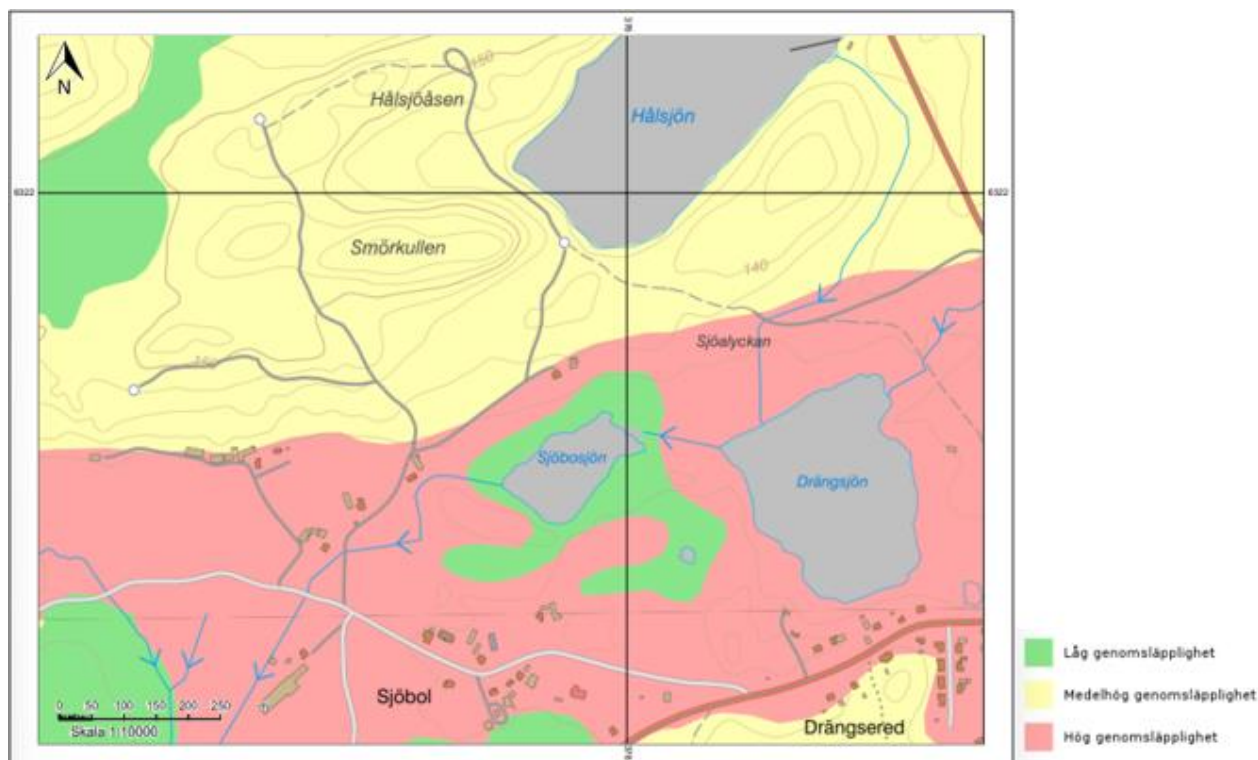 N
150
Hålsjöåsen
Hålsjön
6322
6322
Smörkullen
140
Sjöalyckan
150
Sjöbosjön
Drängsjön
Sjöbol
Drängsered
0 50 100 150 200 250
Skala 1:10000
Låg genomsläpplighet
Medelhög genomsläpplighet
Hög genomsläpplighet